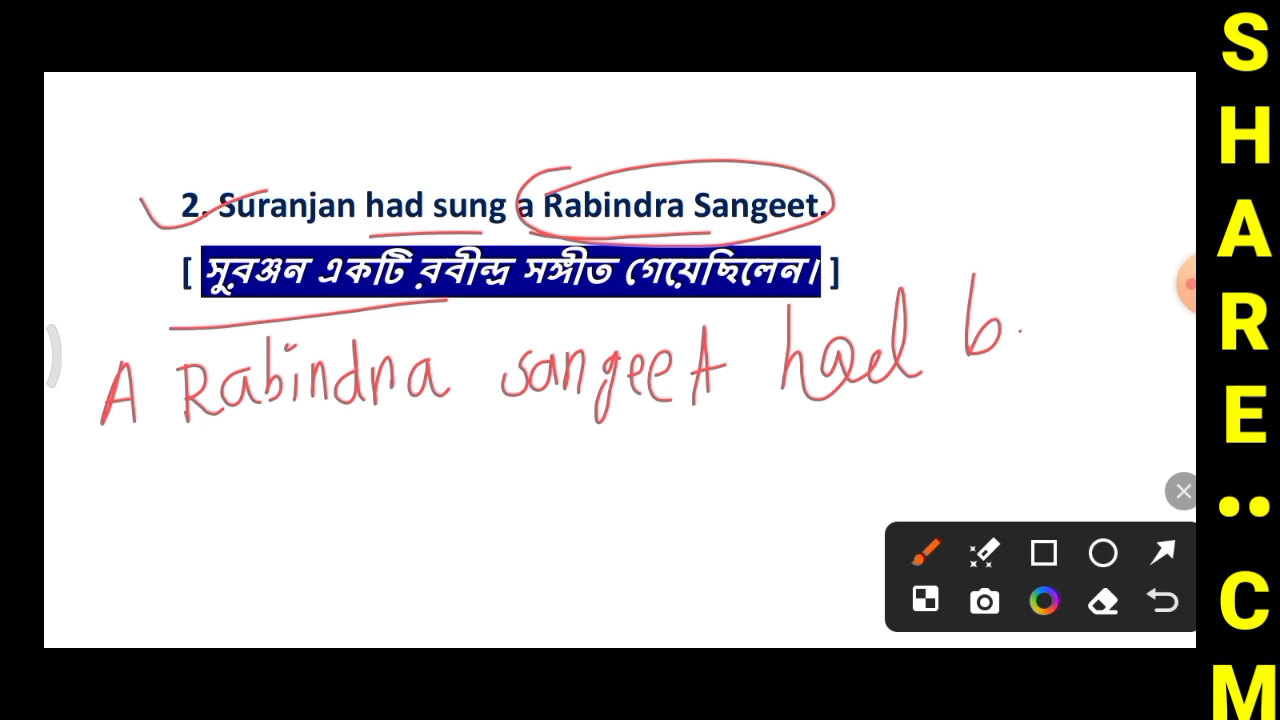 2. Suranjan had sung a Rabindra Sangeet.
[ সুরঞ্জন একটি রবীন্দ্র সঙ্গীত গেয়েছিলেন। ]
A Rabindra sangeet had b
SHARE •• CM